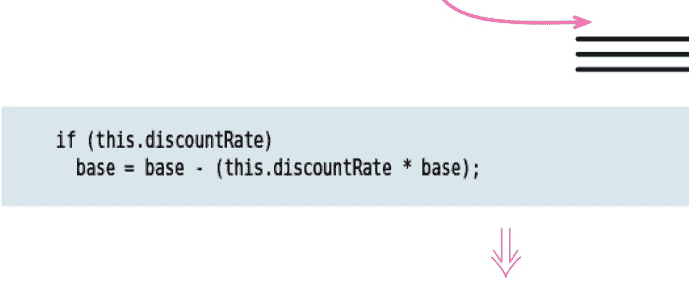 if (this.discountRate)
base = base - (this.discountRate * base);